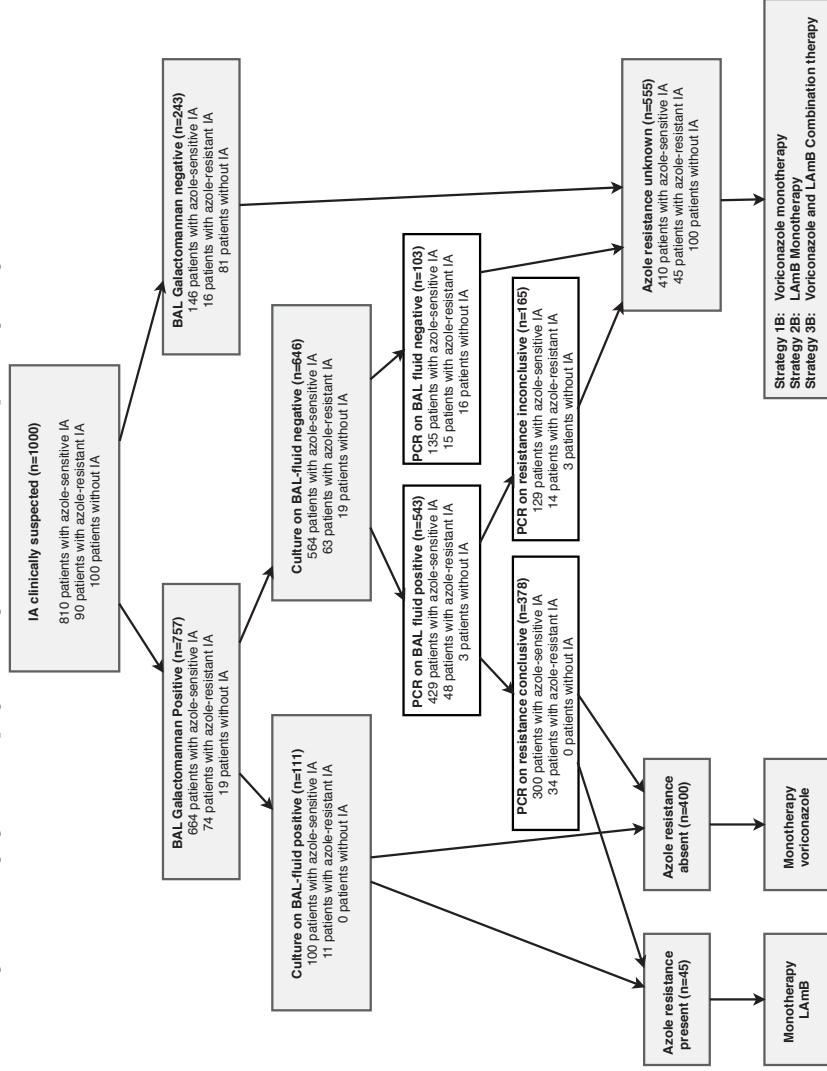 IA clinically suspected (n=1000)
810 patients with azole-sensitive IA
90 patients with azole-resistant IA
100 patients without IA
BAL Galactomannan Positive (n=757)
664 patients with azole-sensitive IA
74 patients with azole-resistant IA
19 patients without IA
BAL Galactomannan negative (n=243)
146 patients with azole-sensitive IA
16 patients with azole-resistant IA
81 patients without IA
Culture on BAL-fluid positive (n=111)
100 patients with azole-sensitive IA
11 patients with azole-resistant IA
0 patients without IA
Culture on BAL-fluid negative (n=646)
564 patients with azole-sensitive IA
63 patients with azole-resistant IA
19 patients without IA
PCR on BAL fluid positive (n=543)
429 patients with azole-sensitive IA
48 patients with azole-resistant IA
3 patients without IA
PCR on BAL fluid negative (n=103)
135 patients with azole-sensitive IA
15 patients with azole-resistant IA
16 patients without IA
PCR on resistance conclusive (n=378)
300 patients with azole-sensitive IA
34 patients with azole-resistant IA
0 patients without IA
PCR on resistance inconclusive (n=165)
129 patients with azole-sensitive IA
14 patients with azole-resistant IA
3 patients without IA
Azole resistance
present (n=45)
Azole resistance
absent (n=400)
Azole resistance unknown (n=555)
410 patients with azole-sensitive IA
45 patients with azole-resistant IA
100 patients without IA
Monotherapy
LAmB
Monotherapy
voriconazole
Strategy 1B: Voriconazole monotherapy
Strategy 2B: LAmB Monotherapy
Strategy 3B: Voriconazole and LAmB Combination therapy